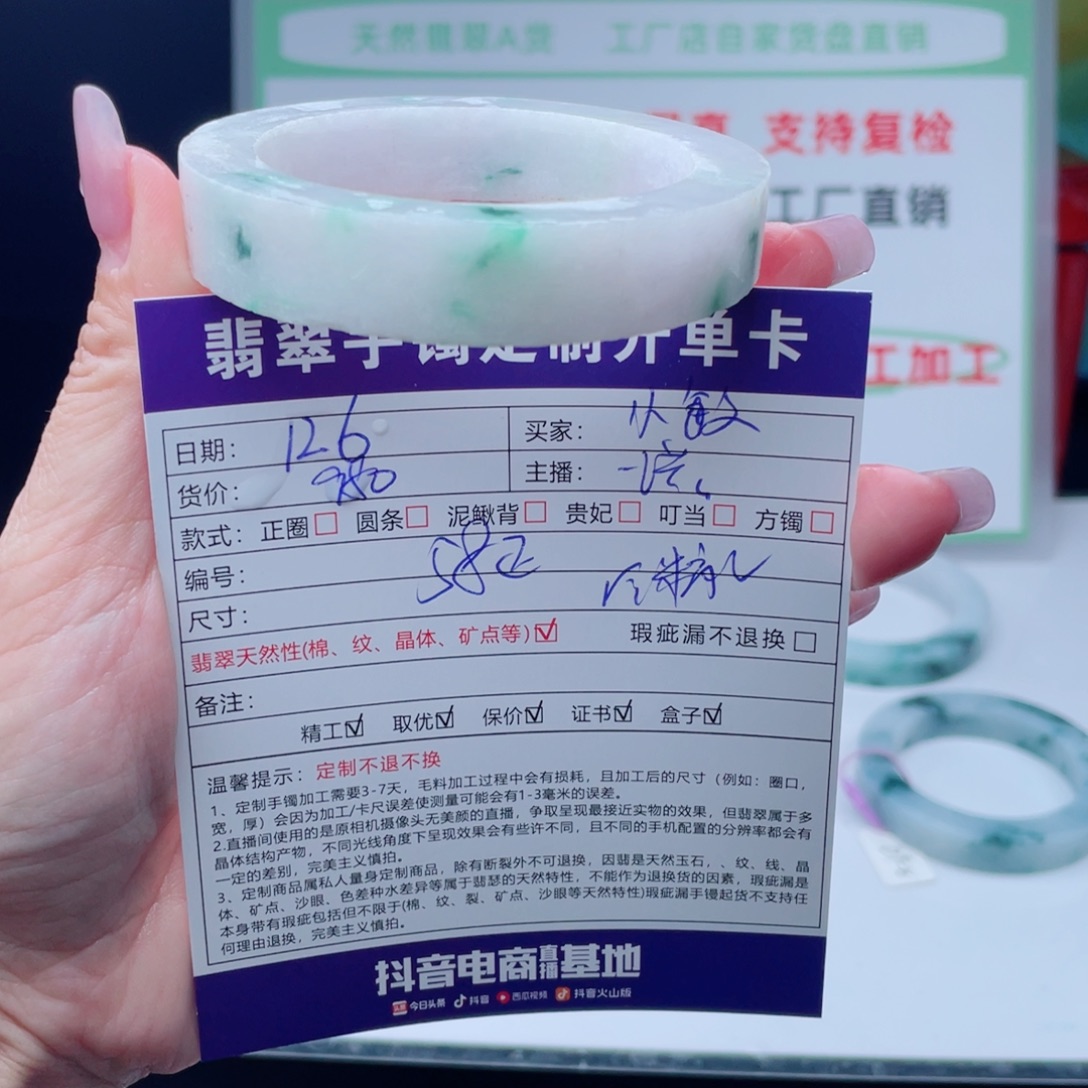 天然翡翠A货 工厂店自家货盘直销
支持复检
工厂直销
工加工
翡翠手镯定制开单卡
日期： 12.6 买家： 小敏
货价： 980 主播：
款式：正圈□ 圆条□ 泥鳅背□ 贵妃□ 叮当□ 方镯□
编号： 58正
尺寸：
翡翠天然性(棉、纹、晶体、矿点等)☑ 瑕疵漏不退换□
备注：
精工☑ 取优☑ 保价☑ 证书☑ 盒子☑
温馨提示：定制不退不换
1、定制手镯加工需要3-7天，毛料加工过程中会有损耗，且加工后的尺寸（例如：圈口，
宽，厚）会因为加工/卡尺误差使测量可能会有1-3毫米的误差。
2.直播间使用的是原相机摄像头无美颜的直播，争取呈现最接近实物的效果，但翡翠属于多
晶体结构产物，不同光线角度下呈现效果会有些许不同，且不同的手机配置的分辨率都会有
一定的差别，完美主义慎拍。
3、定制商品属私人量身定制商品，除有断裂外不可退换，因翡是天然玉石，、纹、线、晶
体、矿点、沙眼、色差种水差异等属于翡瑟的天然特性，不能作为退换货的因素，瑕疵漏是
本身带有瑕疵包括但不限于(棉、纹、裂、矿点、沙眼等天然特性)瑕疵漏手镘起货不支持任
何理由退换，完美主义慎拍。
抖音电商直播基地
今日头条 抖音 西瓜视频 抖音火山版